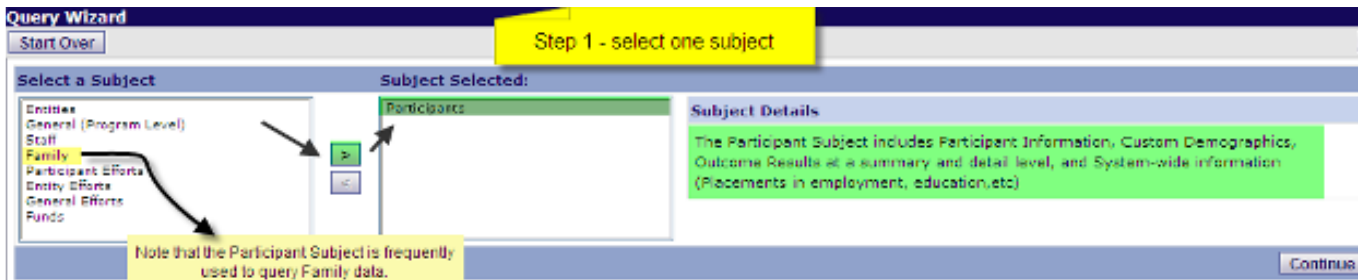 Query Wizard
Start Over
Step 1 - select one subject
Select a Subject
Subject Selected:
Entities
General (Program Level)
Staff
Family
Participant Efforts
Entity Efforts
General Efforts
Funds
>
<
Participants
Subject Details
The Participant Subject includes Participant Information, Custom Demographics,
Outcome Results at a summary and detail level, and System-wide information
(Placements in employment, education,etc)
Note that the Participant Subject is frequently
used to query Family data.
Continue